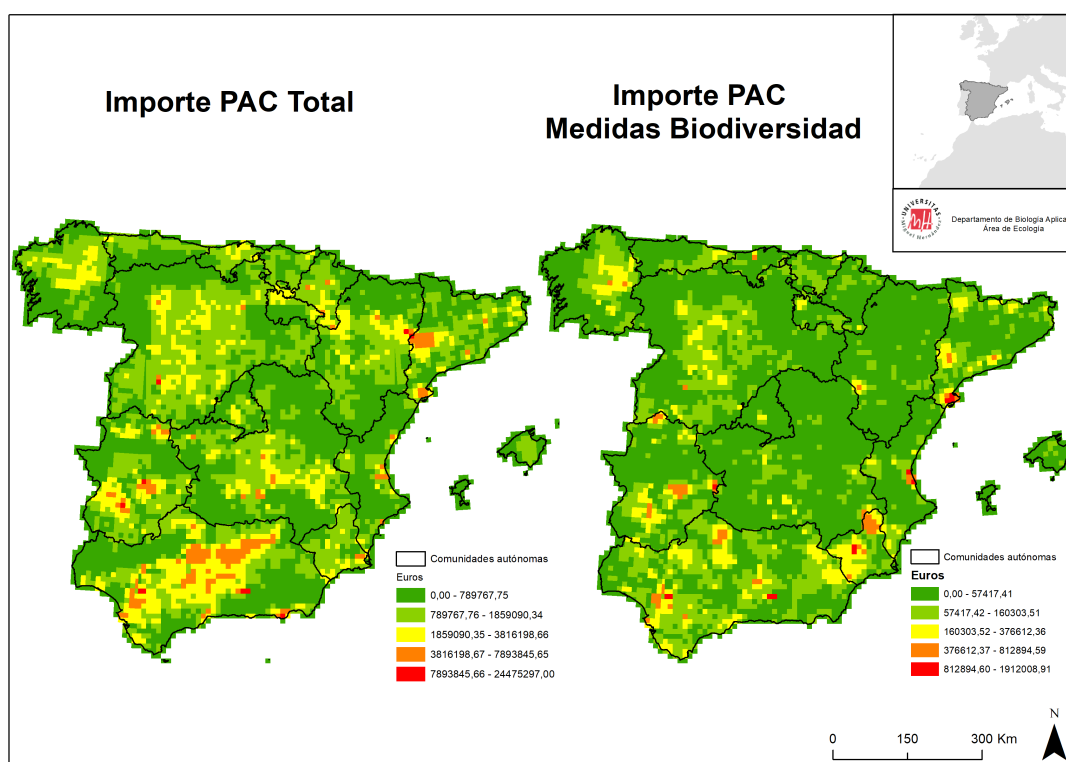 Importe PAC Total
Importe PAC
Medidas Biodiversidad
UNIVERSITAS
Miguel Hernández
Departamento de Biología Aplica
Área de Ecología
Comunidades autónomas
Euros
0,00 - 789767,75
789767,76 - 1859090,34
1859090,35 - 3816198,66
3816198,67 - 7893845,65
7893845,66 - 24475297,00
Comunidades autónomas
Euros
0,00 - 57417,41
57417,42 - 160303,51
160303,52 - 376612,36
376612,37 - 812894,59
812894,60 - 1912008,91
0 150 300 Km
N